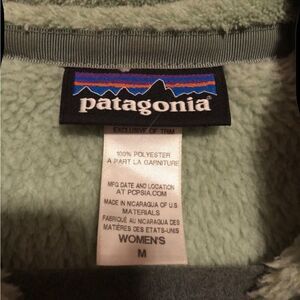 patagonia
EXCLUSIVE OF TRIM
100% POLYESTER
A PART LA GARNITURE
MFG DATE AND LOCATION
AT PCPSIA.COM
MADE IN NICARAGUA OF U.S
MATERIALS
FABRIQUÉ AU NICARAGUA DES
MATIÈRES DES ETATS-UNIS
WOMEN'S
M